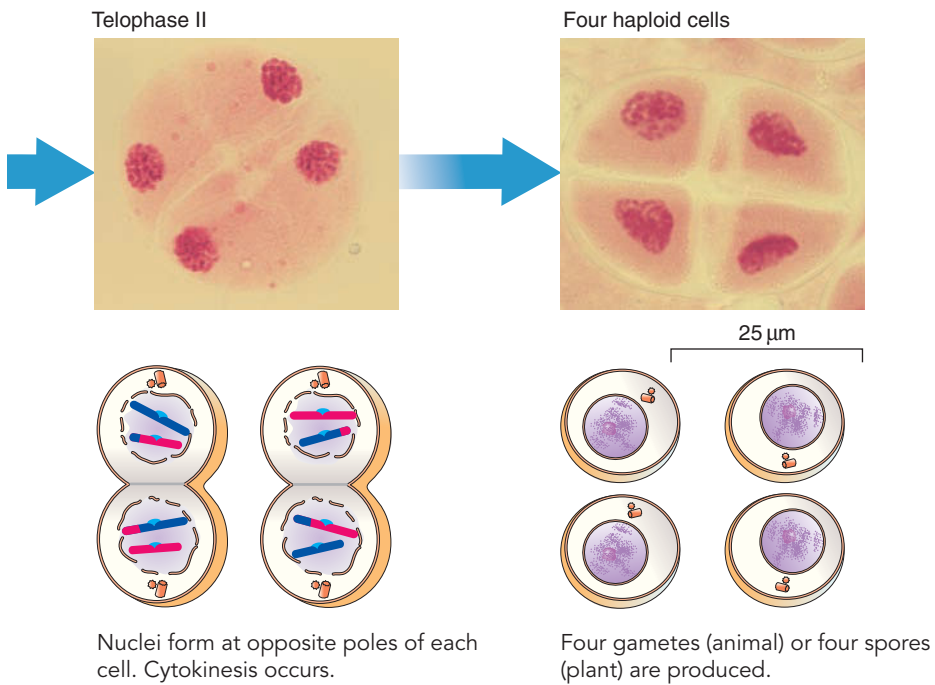 Telophase II
Four haploid cells
25 µm
Nuclei form at opposite poles of each
cell. Cytokinesis occurs.
Four gametes (animal) or four spores
(plant) are produced.